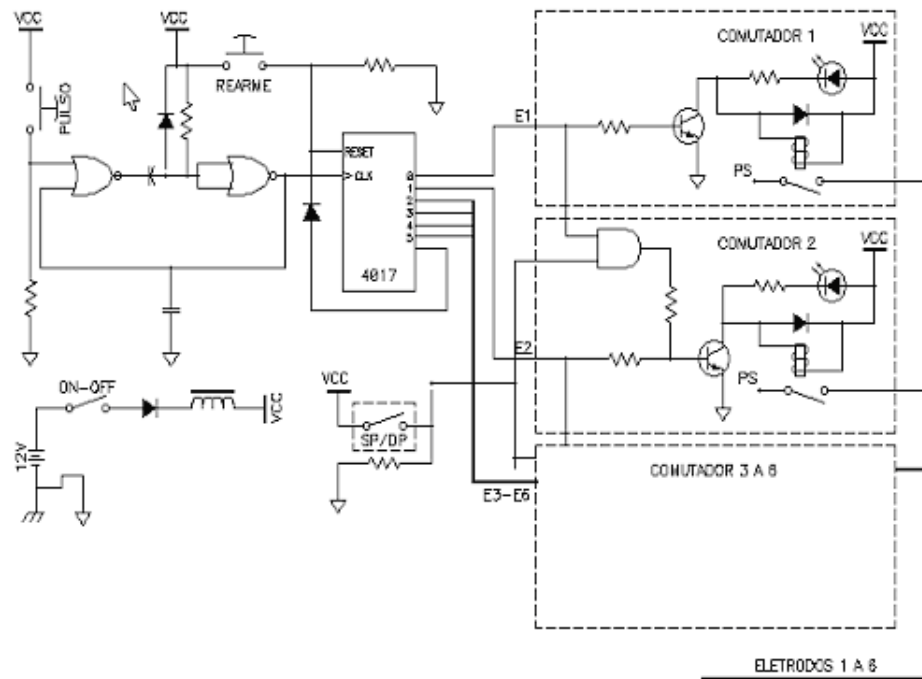 VCC
VCC
PULSO
REARME
RESET
CLK
0
1
2
3
4
5
4017
E1
COMUTADOR 1
VCC
PS
COMUTADOR 2
VCC
E2
PS
ON-OFF
VCC
12V
VCC
SP/DP
E3-E6
COMUTADOR 3 A 6
ELETRODOS 1 A 6